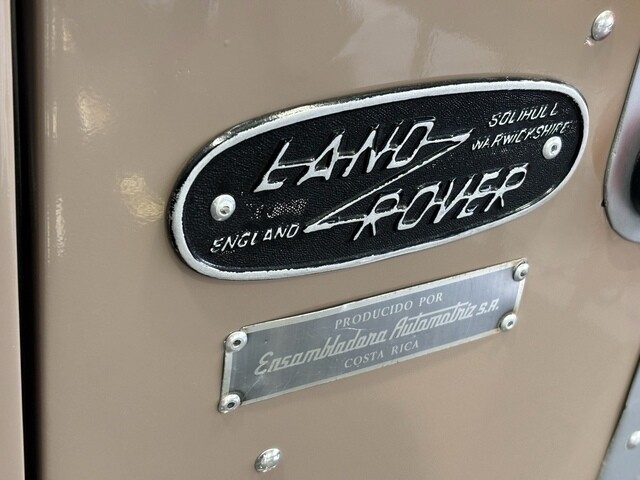 LAND
ROVER
SOLIHULL
WARWICKSHIRE
ENGLAND
PRODUCIDO POR
Ensambladora Automotriz S.A.
COSTA RICA